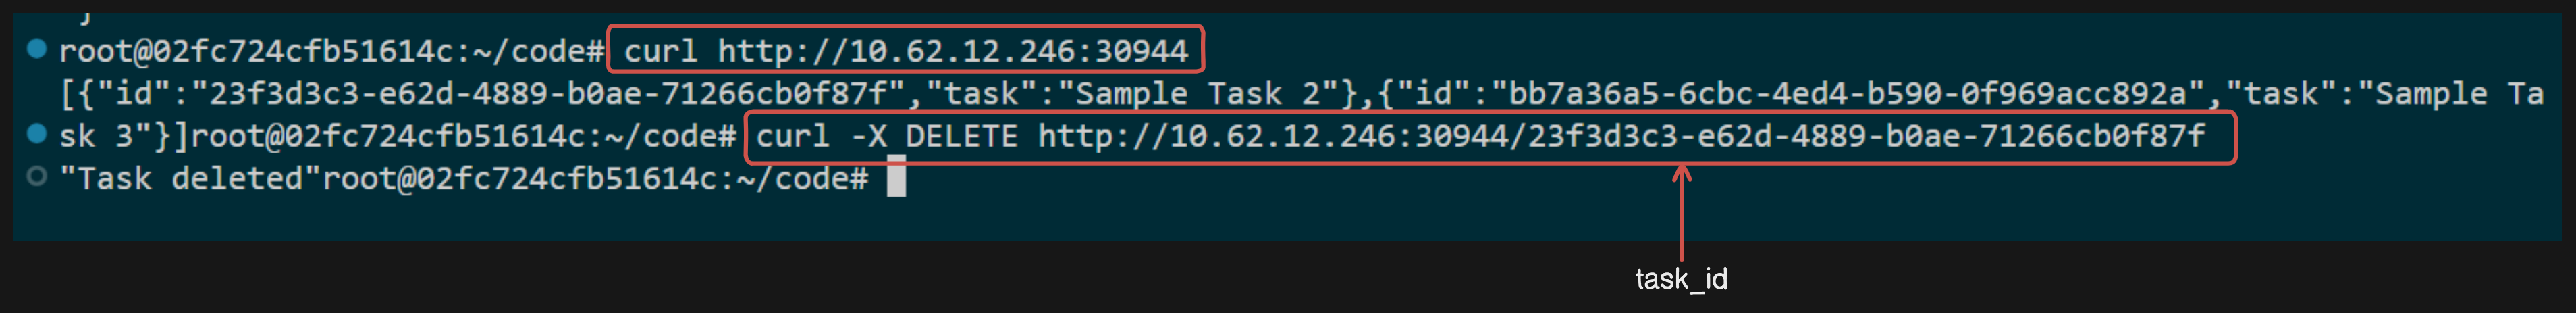 root@02fc724cfb51614c:~/code# curl http://10.62.12.246:30944
[{"id":"23f3d3c3-e62d-4889-b0ae-71266cb0f87f","task":"Sample Task 2"},{"id":"bb7a36a5-6cbc-4ed4-b590-0f969acc892a","task":"Sample Ta
sk 3"}]root@02fc724cfb51614c:~/code# curl -X DELETE http://10.62.12.246:30944/23f3d3c3-e62d-4889-b0ae-71266cb0f87f
"Task deleted"root@02fc724cfb51614c:~/code#
task_id